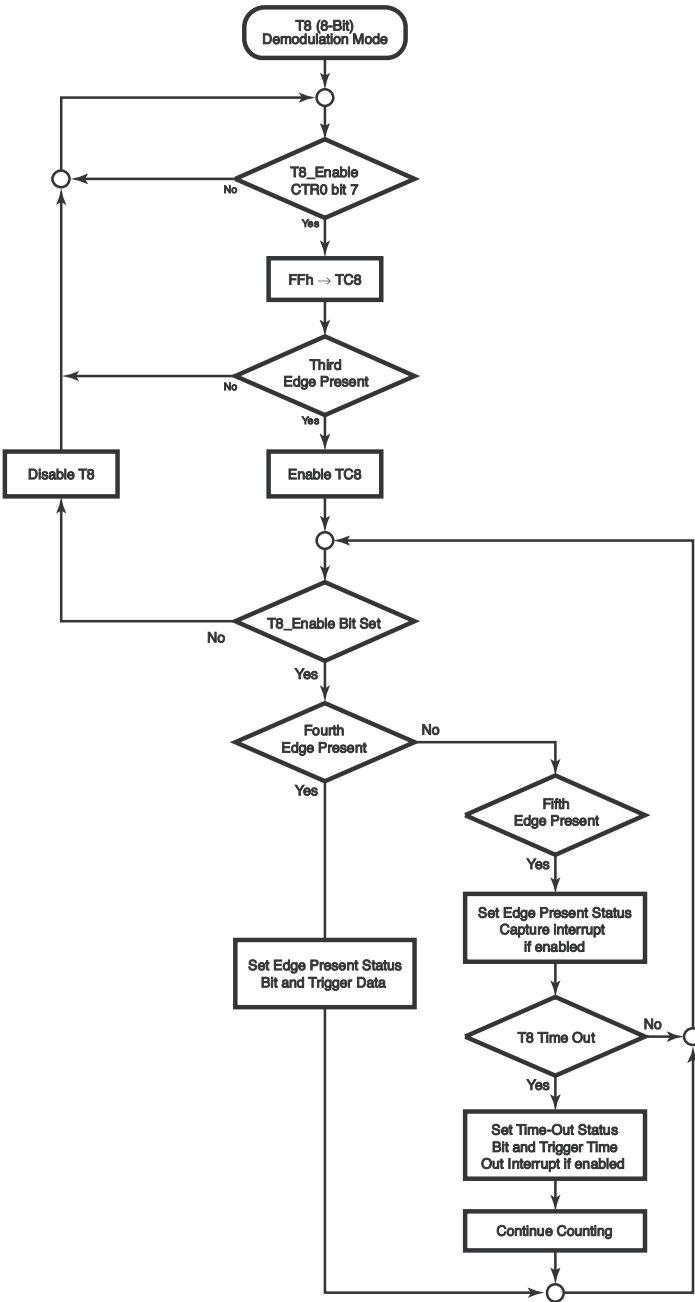 T8 (8-Bit)
Demodulation Mode
T8_Enable
CTR0 bit 7
No
Yes
FFh → TC8
Third
Edge Present
No
Yes
Disable T8
Enable TC8
T8_Enable Bit Set
No
Yes
Fourth
Edge Present
No
Yes
Fifth
Edge Present
Yes
Set Edge Present Status
Capture interrupt
if enabled
Set Edge Present Status
Bit and Trigger Data
T8 Time Out
No
Yes
Set Time-Out Status
Bit and Trigger Time
Out Interrupt if enabled
Continue Counting